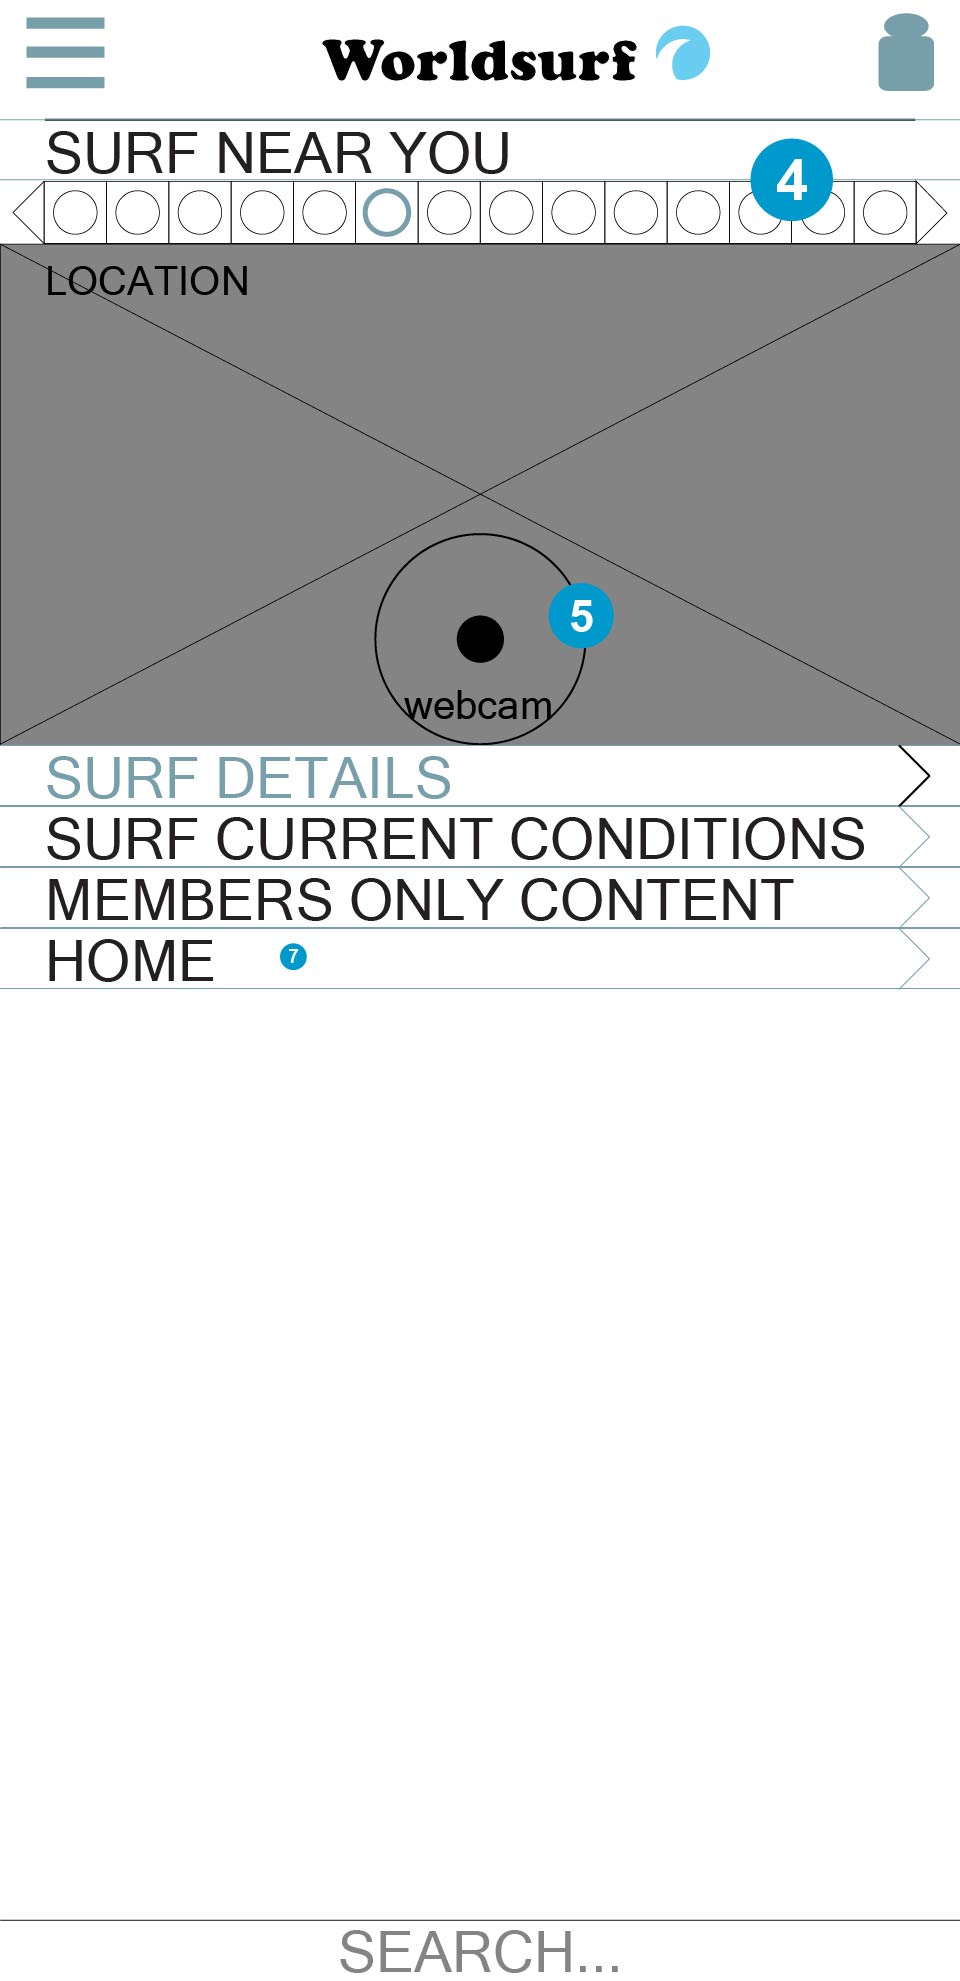 Worldsurf
SURF NEAR YOU
4
LOCATION
5
webcam
SURF DETAILS
SURF CURRENT CONDITIONS
MEMBERS ONLY CONTENT
HOME 7
SEARCH...